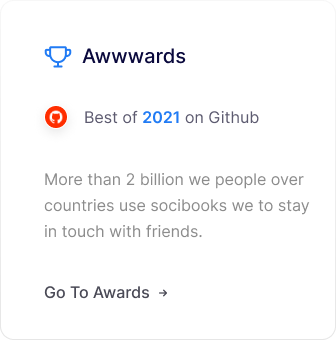 Awwwards
Best of 2021 on Github
More than 2 billion we people over
countries use socibooks we to stay
in touch with friends.
Go To Awards →